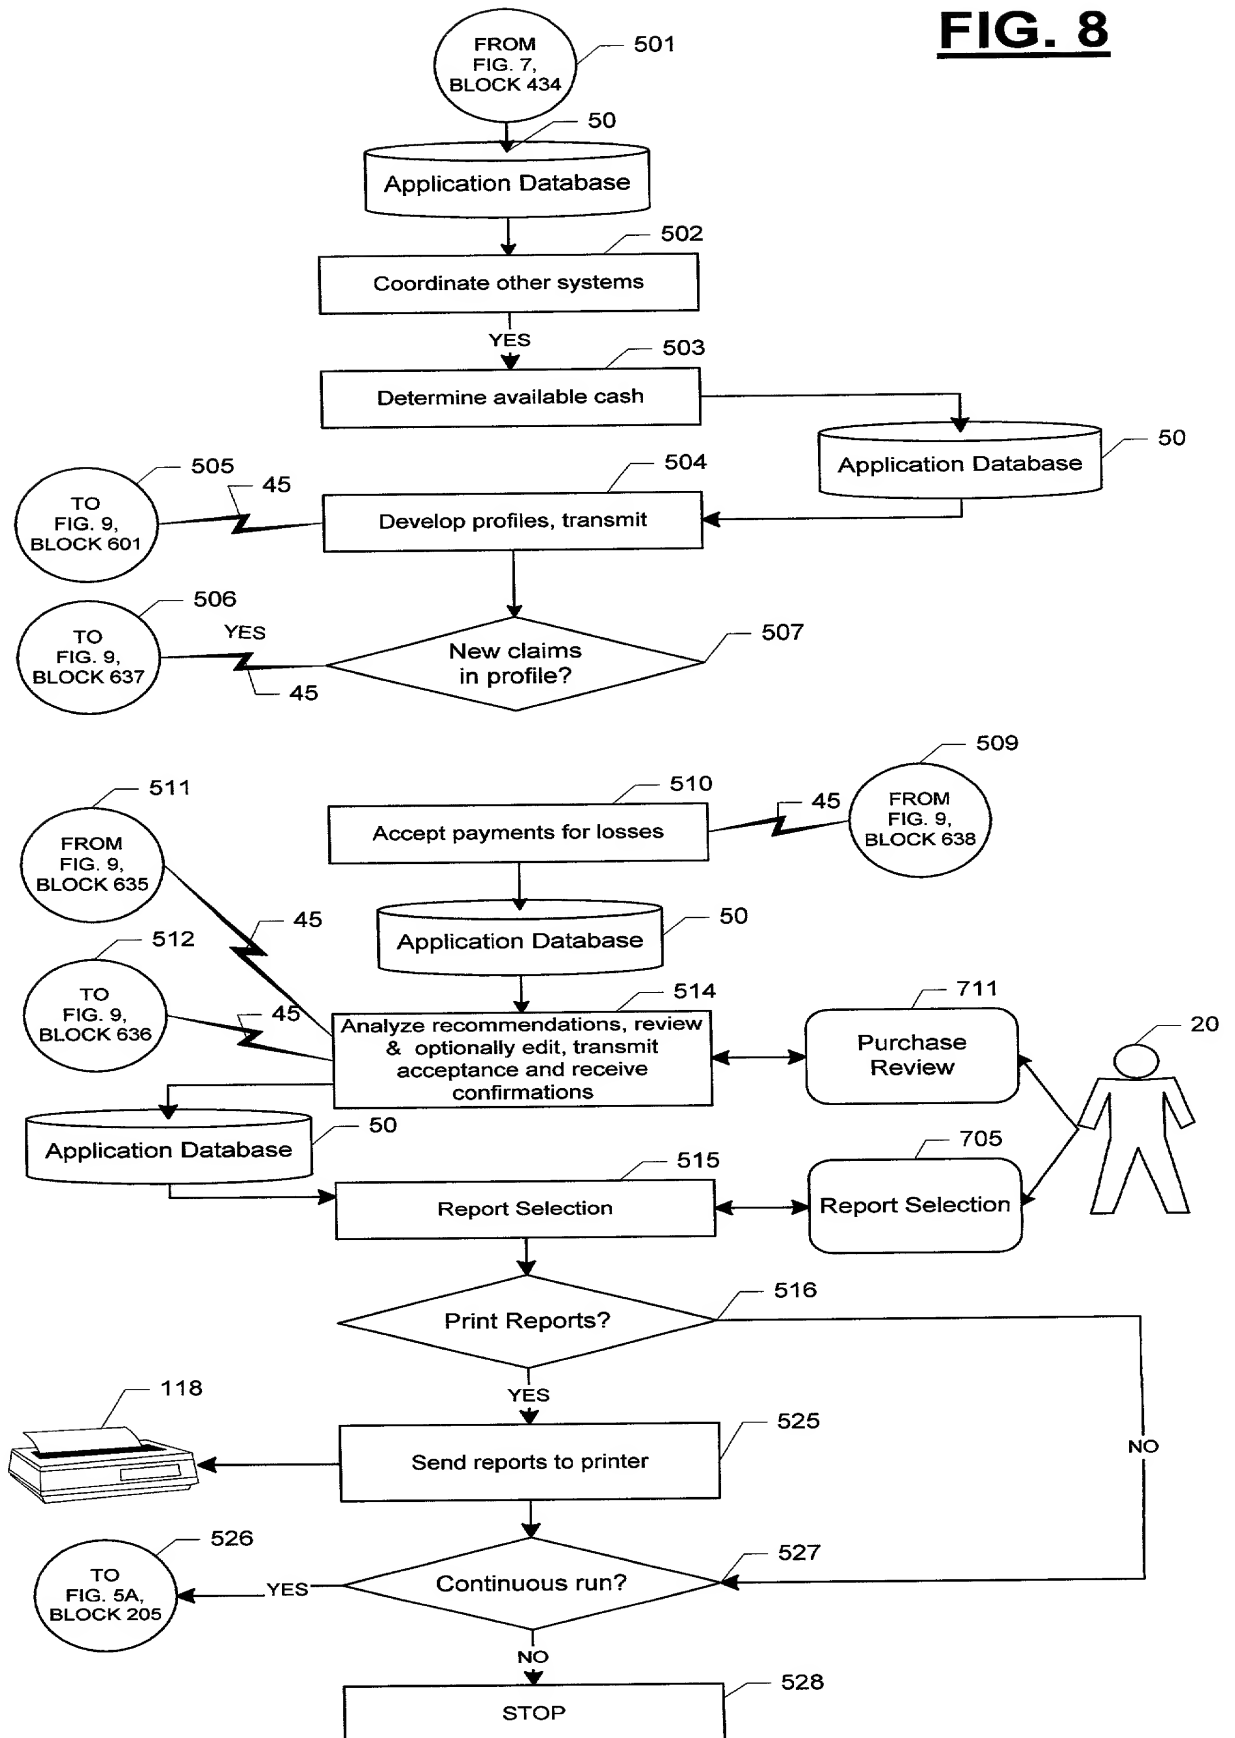 FIG. 8
FROM
FIG. 7,
BLOCK 434
501
50
Application Database
502
Coordinate other systems
YES
503
Determine available cash
50
Application Database
505
45
504
TO
FIG. 9,
BLOCK 601
Develop profiles, transmit
506
YES
TO
FIG. 9,
BLOCK 637
45
507
New claims
in profile?
509
511
510
45
FROM
FIG. 9,
BLOCK 638
Accept payments for losses
FROM
FIG. 9,
BLOCK 635
45
50
Application Database
512
TO
FIG. 9,
BLOCK 636
45
514
Analyze recommendations, review
& optionally edit, transmit
acceptance and receive
confirmations
711
Purchase
Review
20
50
Application Database
705
515
Report Selection
Report Selection
516
Print Reports?
YES
NO
118
525
Send reports to printer
526
TO
FIG. 5A,
BLOCK 205
YES
527
Continuous run?
NO
528
STOP